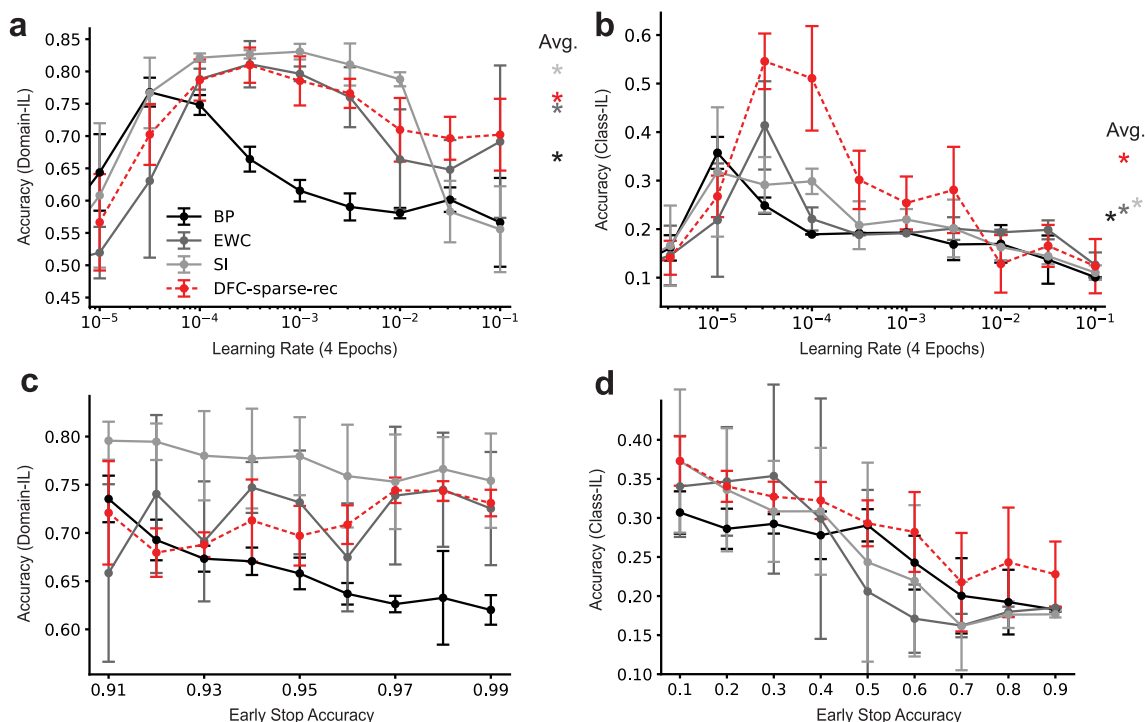 a
Accuracy (Domain-IL)
0.85
0.80
0.75
0.70
0.65
0.60
0.55
0.50
0.45
BP
EWC
SI
DFC-sparse-rec
10⁻⁵
10⁻⁴
10⁻³
10⁻²
10⁻¹
Learning Rate (4 Epochs)
Avg.
*
*
*
*
b
Accuracy (Class-IL)
0.6
0.5
0.4
0.3
0.2
0.1
10⁻⁵
10⁻⁴
10⁻³
10⁻²
10⁻¹
Learning Rate (4 Epochs)
Avg.
*
* * *
c
Accuracy (Domain-IL)
0.80
0.75
0.70
0.65
0.60
0.91
0.93
0.95
0.97
0.99
Early Stop Accuracy
d
Accuracy (Class-IL)
0.40
0.35
0.30
0.25
0.20
0.15
0.10
0.1
0.2
0.3
0.4
0.5
0.6
0.7
0.8
0.9
Early Stop Accuracy